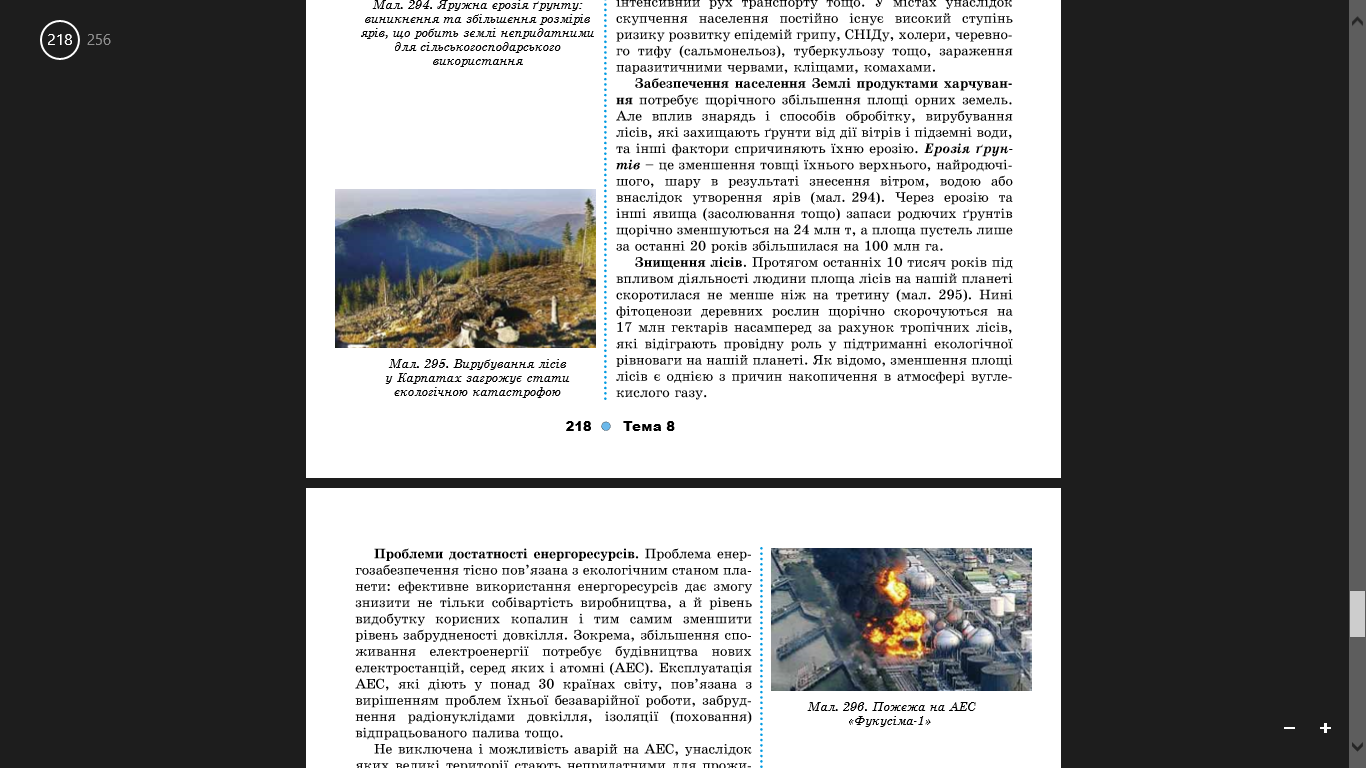 218 256
Мал. 294. Яружна ерозія ґрунту:
виникнення та збільшення розмірів
ярів, що робить землі непридатними
для сільськогосподарського
використання
інтенсивний рух транспорту тощо. У містах унаслідок
скупчення населення постійно існує високий ступінь
ризику розвитку епідемій грипу, СНІДу, холери, черевно-
го тифу (сальмонельоз), туберкульозу тощо, зараження
паразитичними червами, кліщами, комахами.
Забезпечення населення Землі продуктами харчуван-
ня потребує щорічного збільшення площі орних земель.
Але вплив знарядь і способів обробітку, вирубування
лісів, які захищають ґрунти від дії вітрів і підземні води,
та інші фактори спричиняють їхню ерозію. Ерозія ґрун-
тів – це зменшення товщі їхнього верхнього, найродючі-
шого, шару в результаті знесення вітром, водою або
внаслідок утворення ярів (мал. 294). Через ерозію та
інші явища (засолювання тощо) запаси родючих ґрунтів
щорічно зменшуються на 24 млн т, а площа пустель лише
за останні 20 років збільшилася на 100 млн га.
Знищення лісів. Протягом останніх 10 тисяч років під
впливом діяльності людини площа лісів на нашій планеті
скоротилася не менше ніж на третину (мал. 295). Нині
фітоценози деревних рослин щорічно скорочуються на
17 млн гектарів насамперед за рахунок тропічних лісів,
які відіграють провідну роль у підтриманні екологічної
рівноваги на нашій планеті. Як відомо, зменшення площі
лісів є однією з причин накопичення в атмосфері вугле-
кислого газу.
Мал. 295. Вирубування лісів
у Карпатах загрожує стати
екологічною катастрофою
218 Тема 8
Проблеми достатності енергоресурсів. Проблема енер-
гозабезпечення тісно пов’язана з екологічним станом пла-
нети: ефективне використання енергоресурсів дає змогу
знизити не тільки собівартість виробництва, а й рівень
видобутку корисних копалин і тим самим зменшити
рівень забрудненості довкілля. Зокрема, збільшення спо-
живання електроенергії потребує будівництва нових
електростанцій, серед яких і атомні (АЕС). Експлуатація
АЕС, які діють у понад 30 країнах світу, пов’язана з
вирішенням проблем їхньої безаварійної роботи, забруд-
нення радіонуклідами довкілля, ізоляції (поховання)
відпрацьованого палива тощо.
Не виключена і можливість аварій на АЕС, унаслідок
яких великі території стають непридатними для прожи-
Мал. 296. Пожежа на АЕС
«Фукусіма-1»